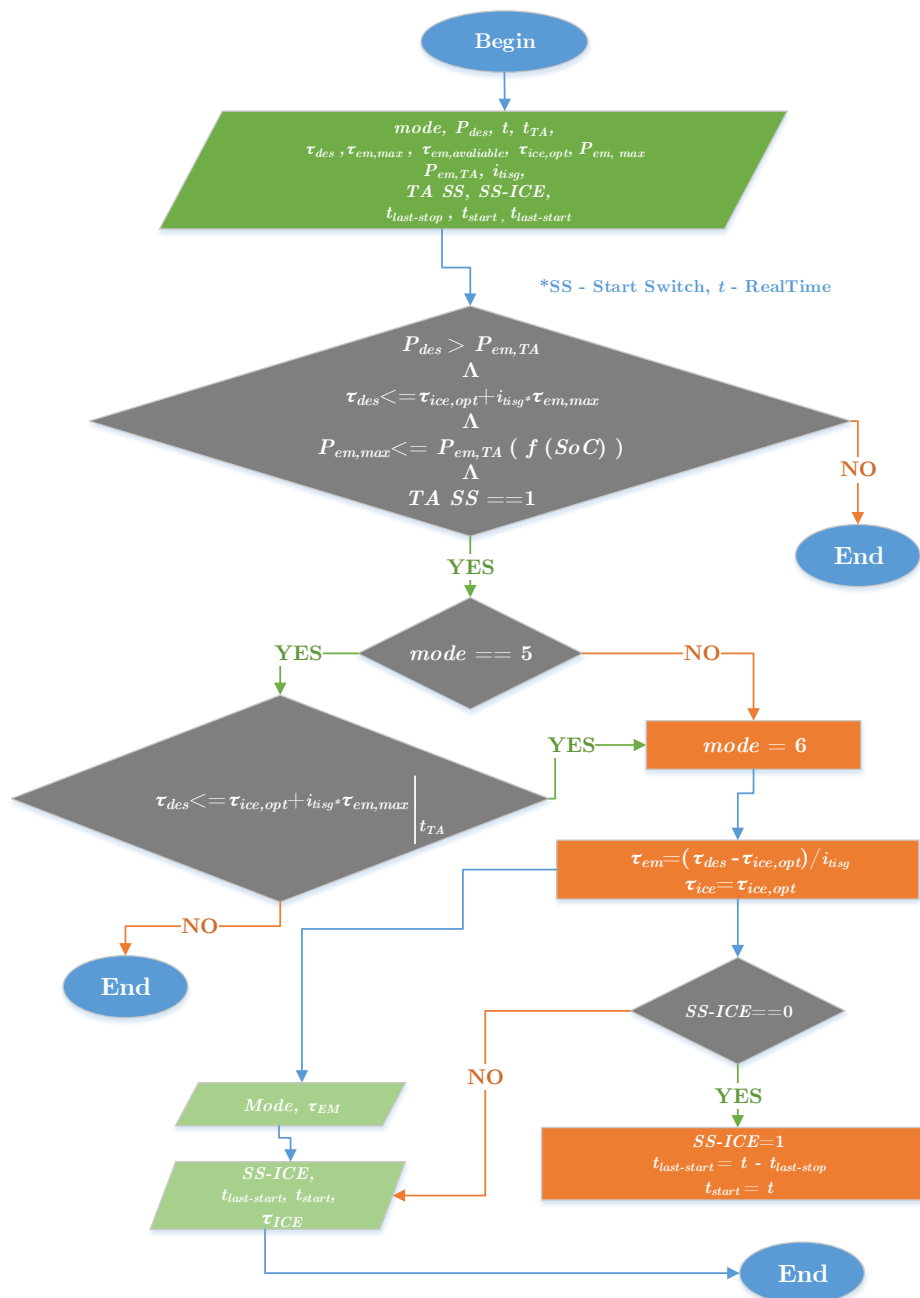 Begin
mode, P_des, t, t_TA,
τ_des ,τ_em,max , τ_em,avaliable, τ_ice,opt, P_em, max
P_em,TA, i_tisg,
TA SS, SS-ICE,
t_last-stop , t_start, t_last-start
*SS - Start Switch, t - RealTime
P_des > P_em,TA
Λ
τ_des<=τ_ice,opt+i_tisg*τ_em,max
Λ
P_em,max<= P_em,TA ( f (SoC) )
Λ
TA SS ==1
NO
End
YES
mode == 5
YES
NO
mode = 6
YES
τ_des<=τ_ice,opt+i_tisg*τ_em,max|
t_TA
τ_em=(τ_des -τ_ice,opt)/i_tisg
τ_ice=τ_ice,opt
NO
End
SS-ICE==0
NO
YES
Mode, τ_EM
SS-ICE=1
t_last-start = t - t_last-stop
t_start = t
SS-ICE,
t_last-start, t_start,
τ_ICE
End